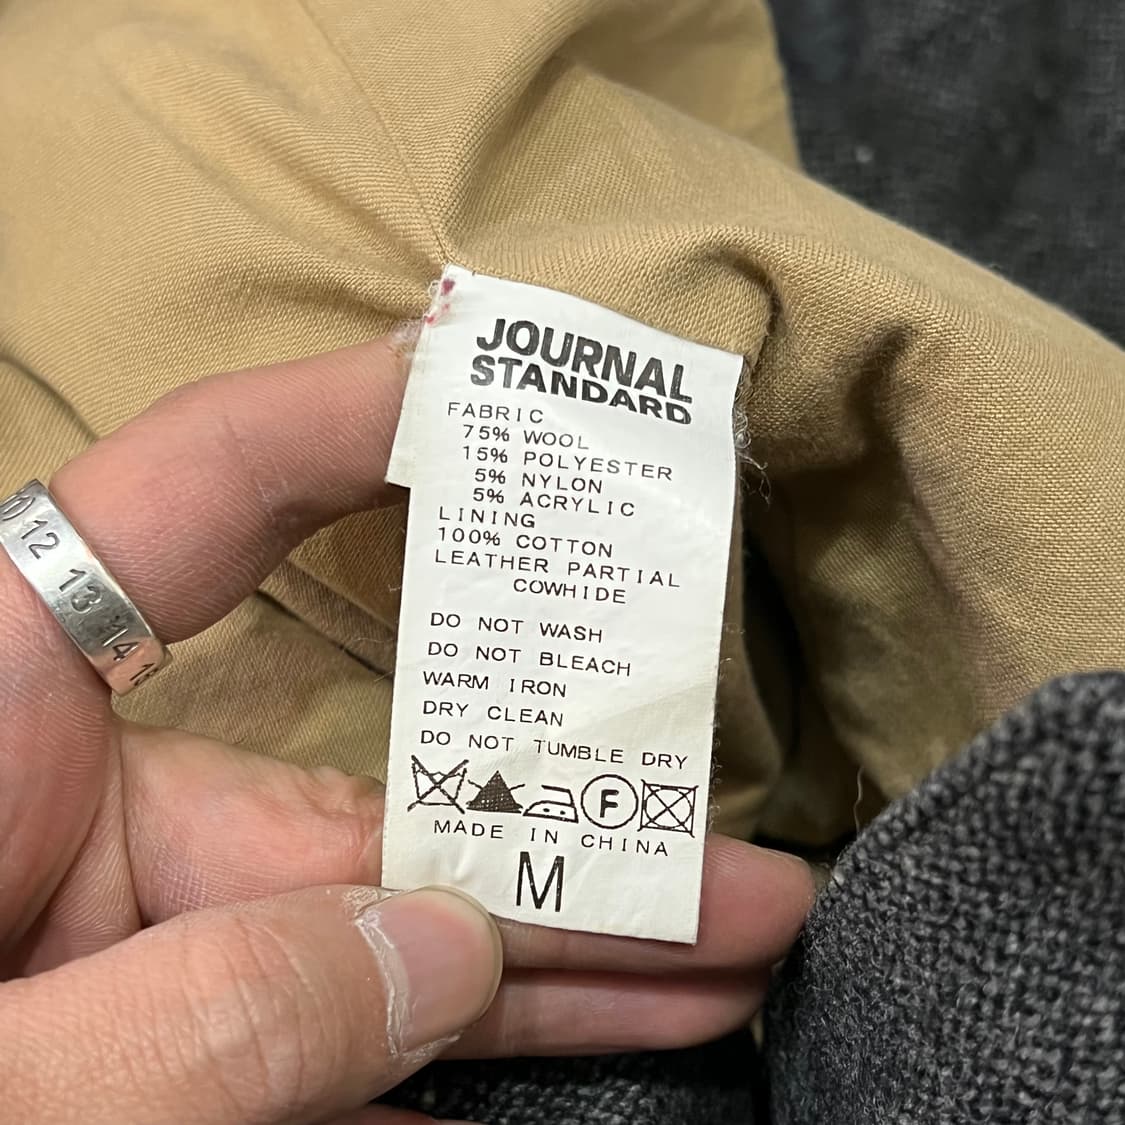 JOURNAL
STANDARD
FABRIC
75% WOOL
15% POLYESTER
5% NYLON
5% ACRYLIC
LINING
100% COTTON
LEATHER PARTIAL
COWHIDE
DO NOT WASH
DO NOT BLEACH
WARM IRON
DRY CLEAN
DO NOT TUMBLE DRY
F
MADE IN CHINA
M
12 13 14